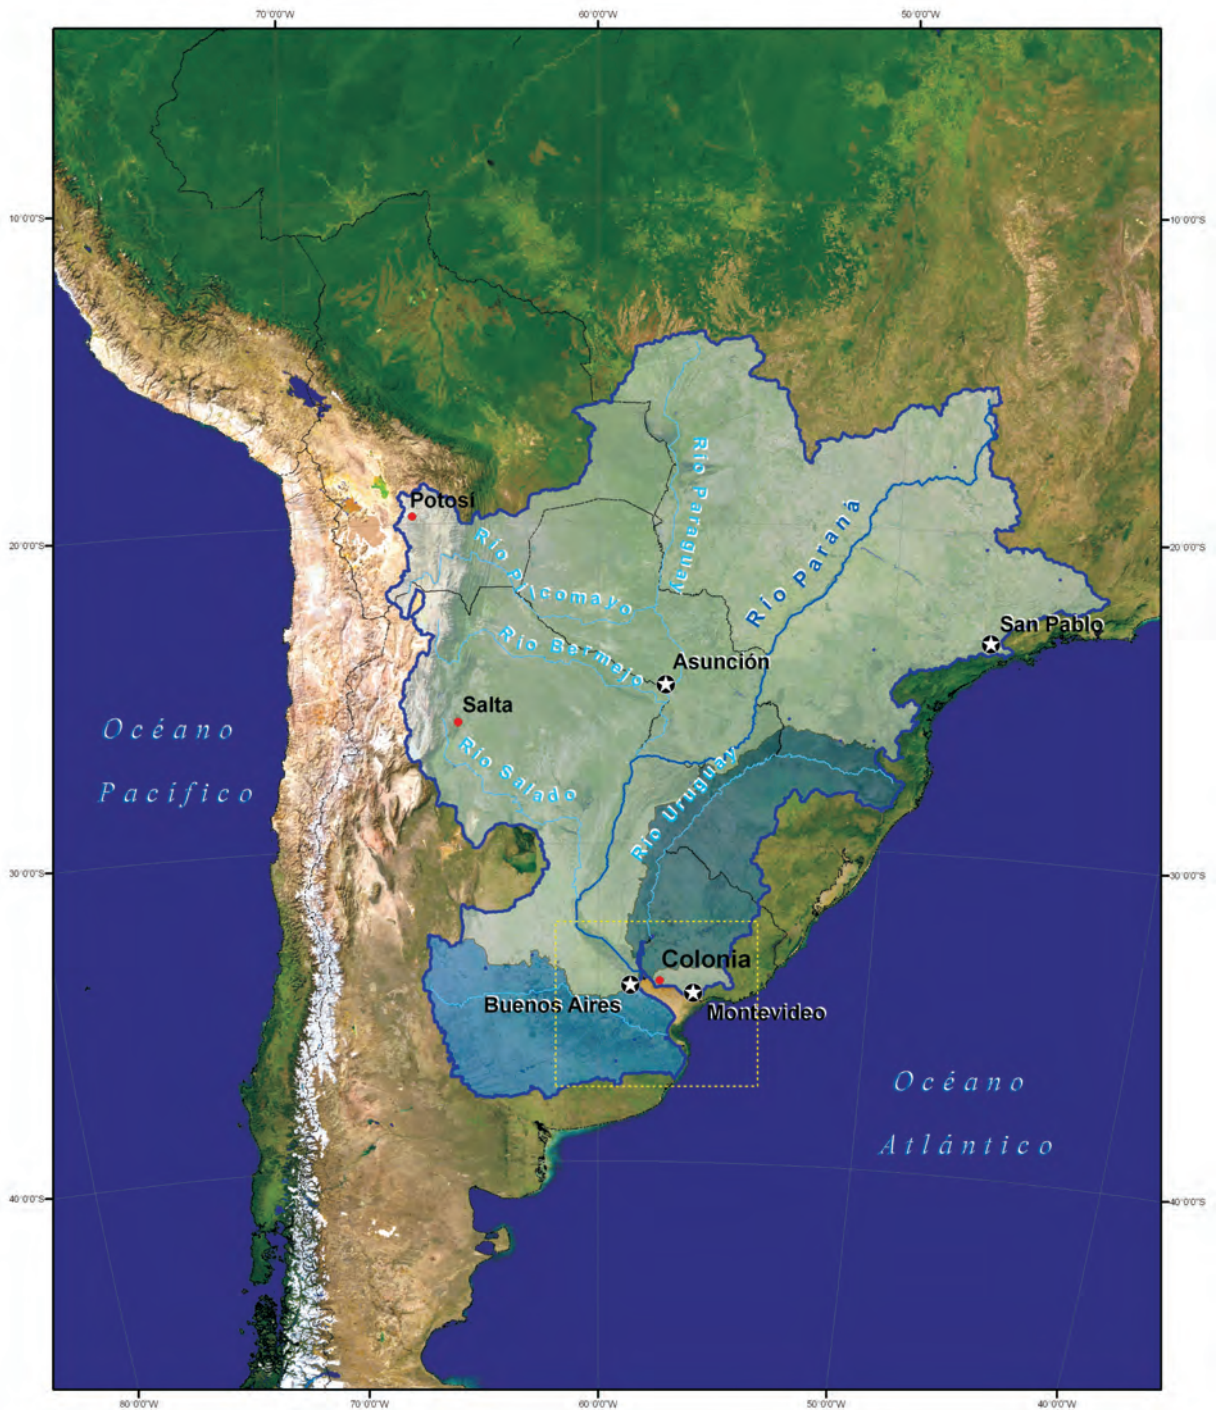 70°0'0"W
60°0'0"W
50°0'0"W
10°0'0"S
10°0'0"S
Río Paraguay
Potosí
Río Paraná
Río Pilcomayo
20°0'0"S
20°0'0"S
San Pablo
Río Bermejo
Asunción
Salta
Océano
Pacífico
Río Salado
Río Uruguay
30°0'0"S
30°0'0"S
Colonia
Buenos Aires
Montevideo
Océano
Atlántico
40°0'0"S
40°0'0"S
80°0'0"W
70°0'0"W
60°0'0"W
50°0'0"W
40°0'0"W